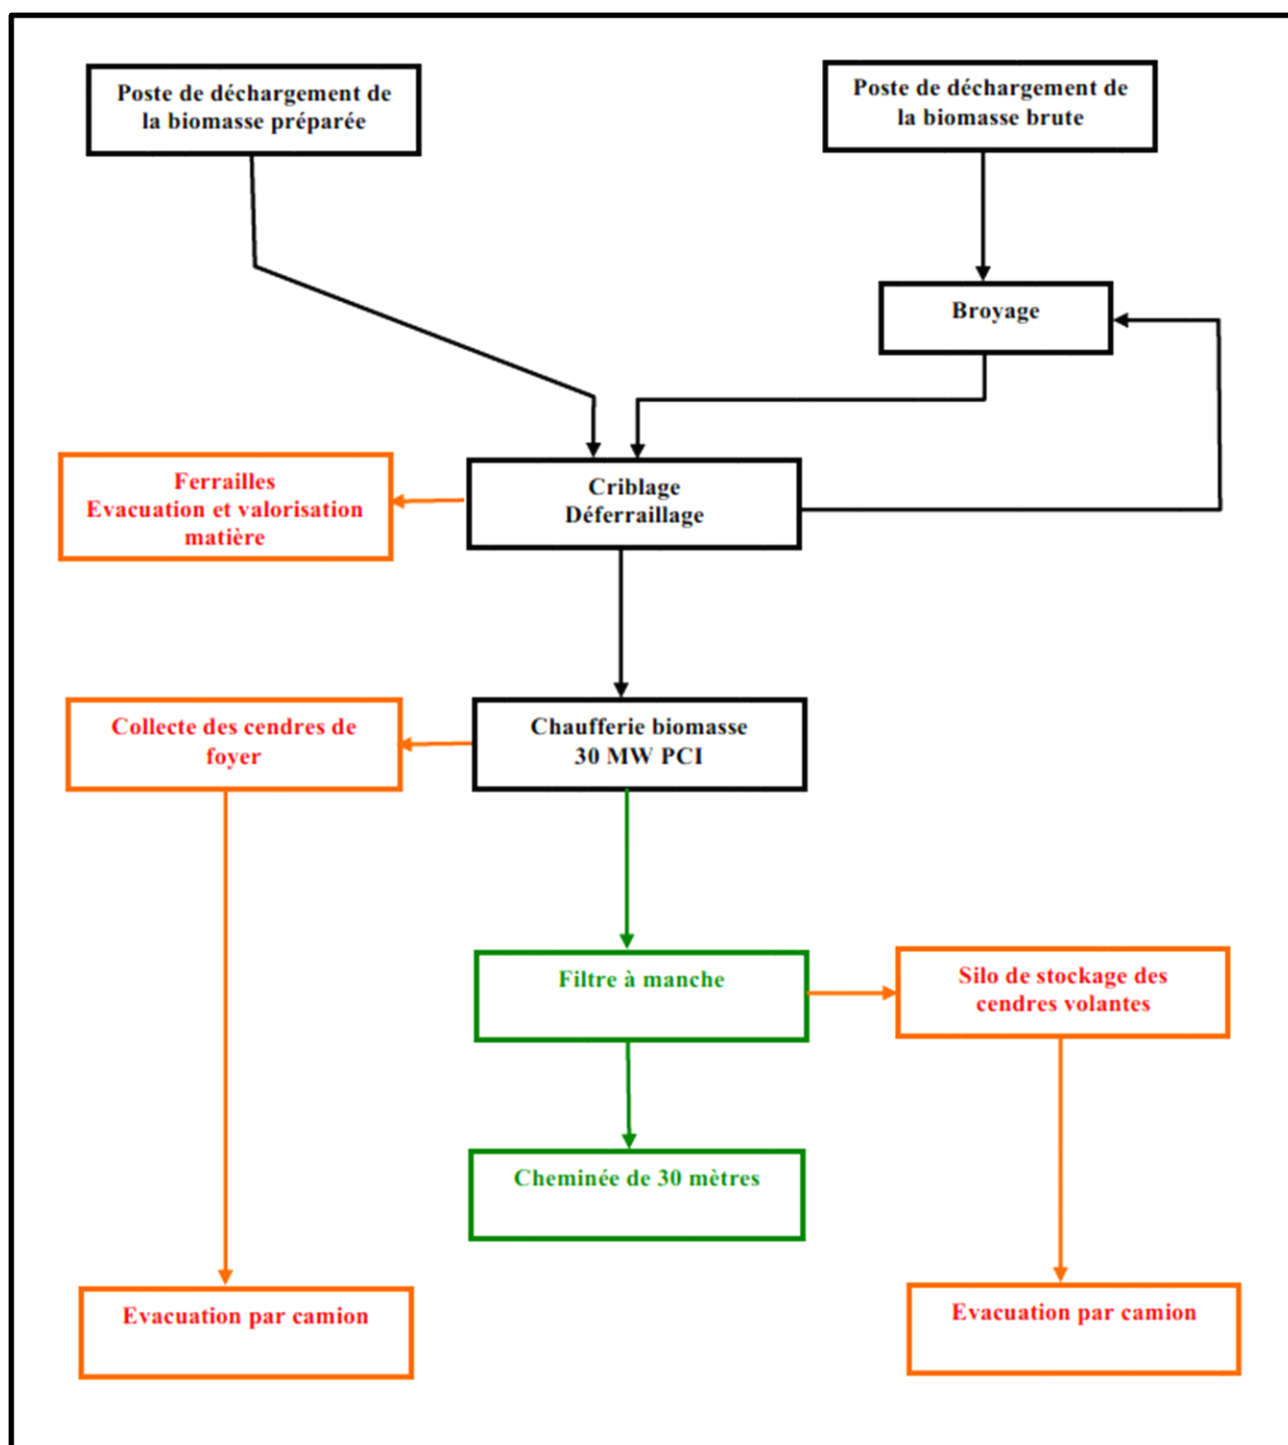 Poste de déchargement de
la biomasse préparée
Poste de déchargement de
la biomasse brute
Broyage
Criblage
Déferraillage
Ferrailles
Evacuation et valorisation
matière
Chaufferie biomasse
30 MW PCI
Collecte des cendres de
foyer
Filtre à manche
Silo de stockage des
cendres volantes
Cheminée de 30 mètres
Evacuation par camion
Evacuation par camion